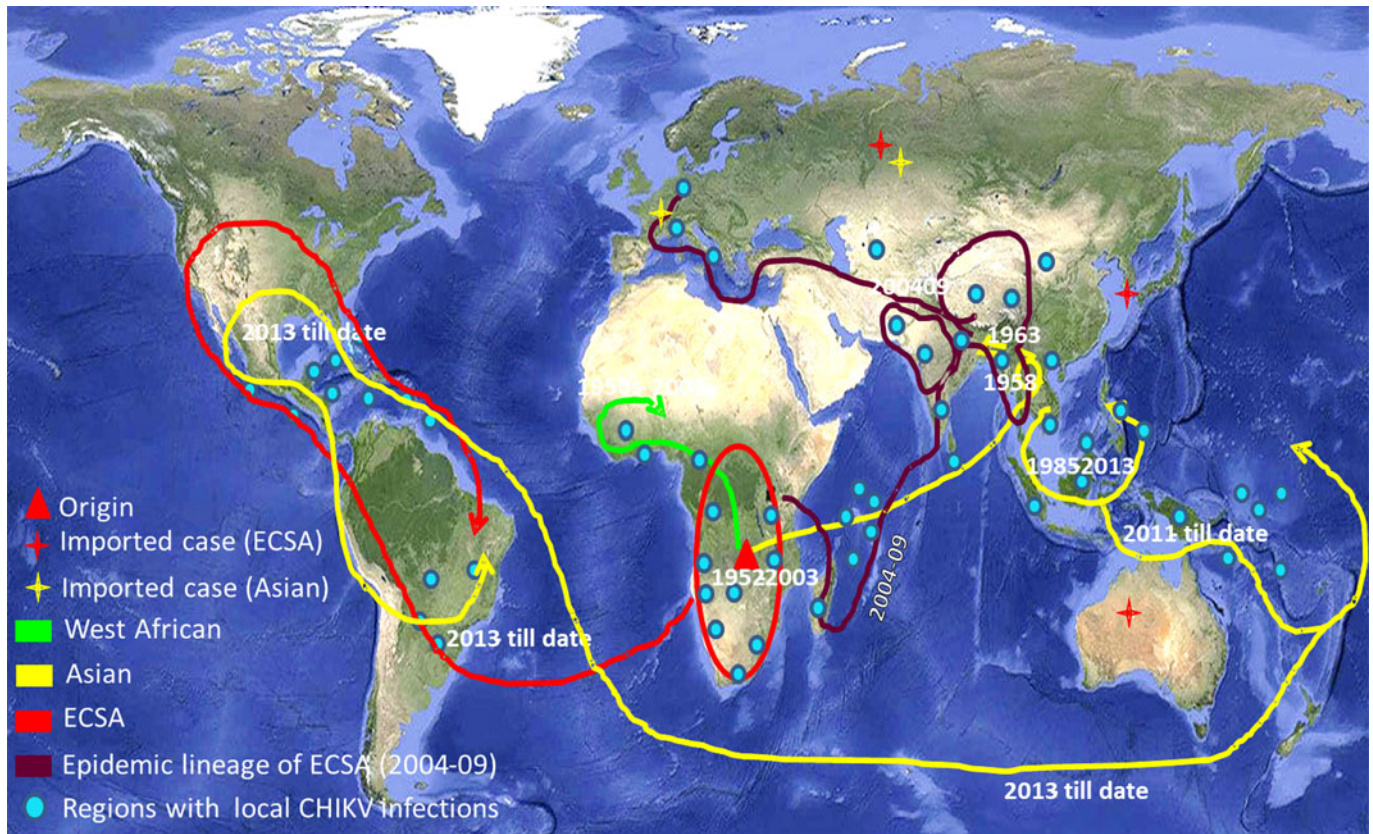 200409
1963
2013 till date
1958
19852013
2011 till date
19522003
2004-09
2013 till date
2013 till date
Origin
Imported case (ECSA)
Imported case (Asian)
West African
Asian
ECSA
Epidemic lineage of ECSA (2004-09)
Regions with local CHIKV infections